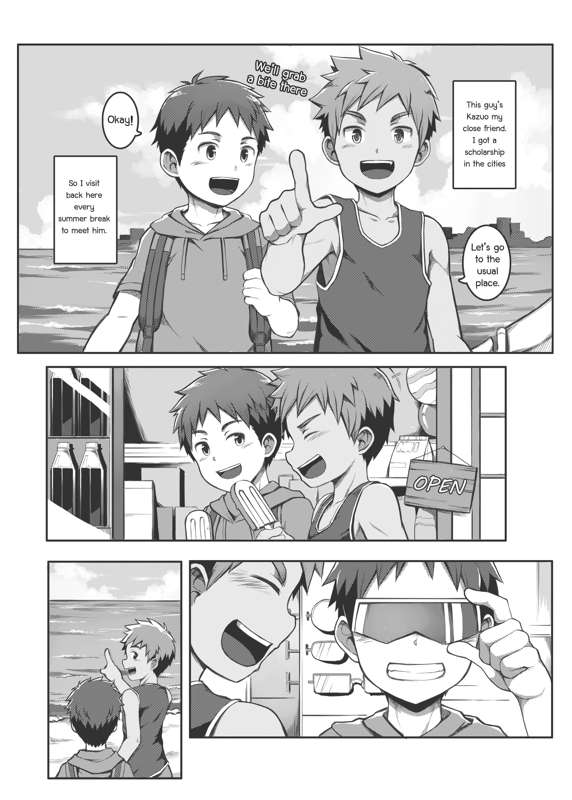 This guy's
Kazuo my
close friend.
I got a
scholarship
in the cities
We'll grab
a bite there
Okay!
So I visit
back here
every
summer break
to meet him.
Let's go
to the
usual
place.
OPEN